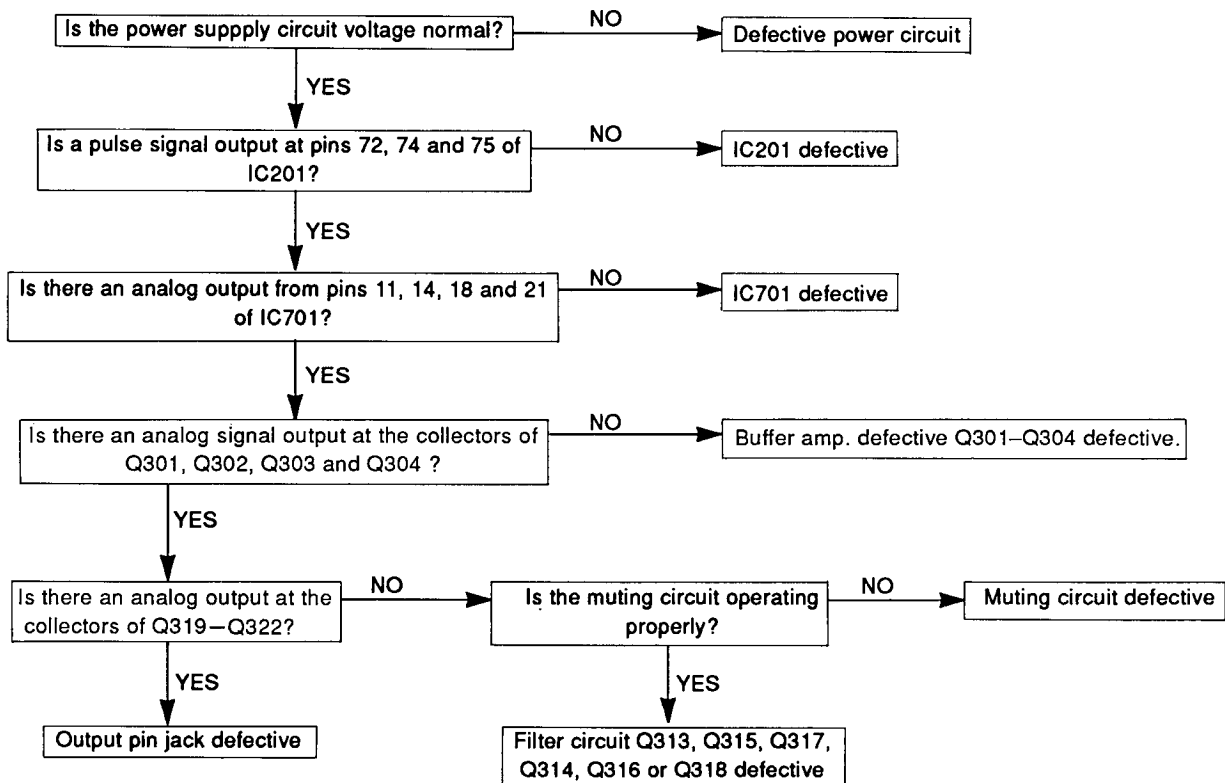 Is the power suppply circuit voltage normal?
NO
Defective power circuit
YES
Is a pulse signal output at pins 72, 74 and 75 of
IC201?
NO
IC201 defective
YES
Is there an analog output from pins 11, 14, 18 and 21
of IC701?
NO
IC701 defective
YES
Is there an analog signal output at the collectors of
Q301, Q302, Q303 and Q304 ?
NO
Buffer amp. defective Q301–Q304 defective.
YES
Is there an analog output at the
collectors of Q319—Q322?
NO
Is the muting circuit operating
properly?
NO
Muting circuit defective
YES
Output pin jack defective
YES
Filter circuit Q313, Q315, Q317,
Q314, Q316 or Q318 defective